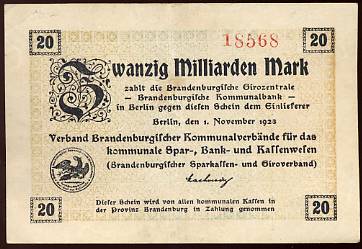 20 18568 20
Zwanzig Milliarden Mark
zahlt die Brandenburgische Girozentrale
— Brandenburgische Kommunalbank —
in Berlin gegen diesen Schein dem Einlieferer
Berlin, den 1. November 1923
Verband Brandenburgischer Kommunalverbände für das
kommunale Spar-, Bank- und Kassenwesen
(Brandenburgischer Sparkassen- und Giroverband)
20 Dieser Schein wird von allen kommunalen Kassen in 20
der Provinz Brandenburg in Zahlung genommen